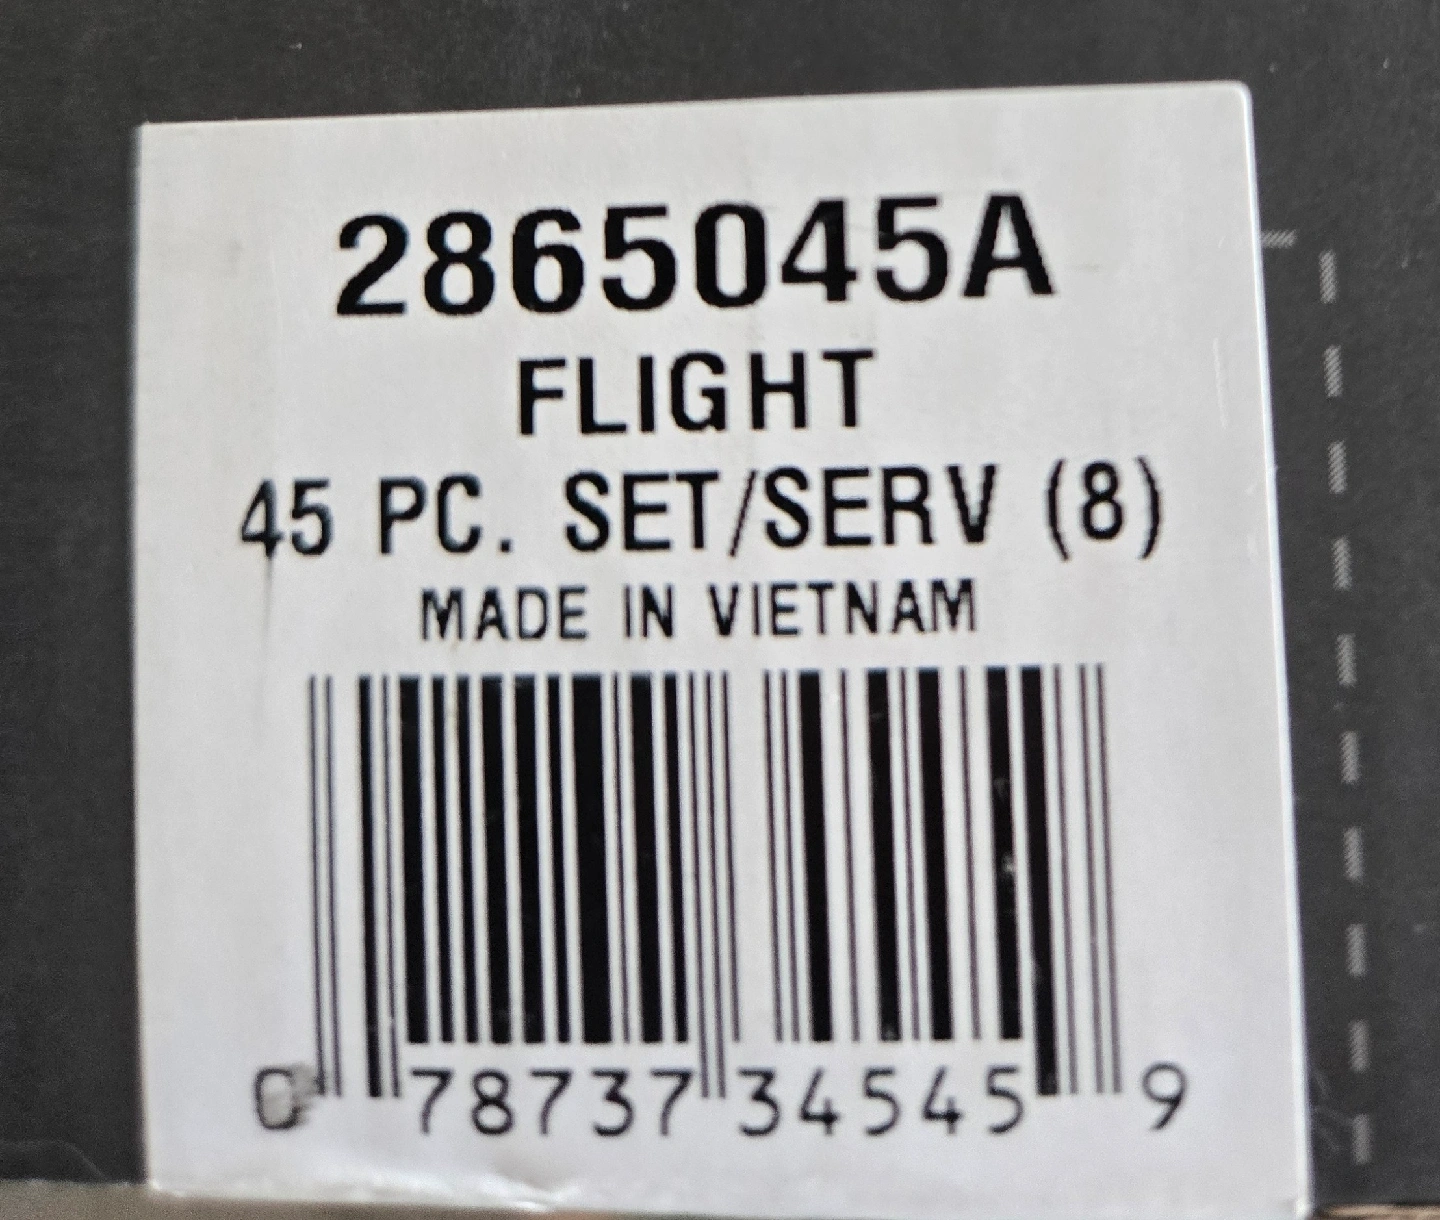 2865045A
FLIGHT
45 PC. SET/SERV (8)
MADE IN VIETNAM
0 78737 34545 9